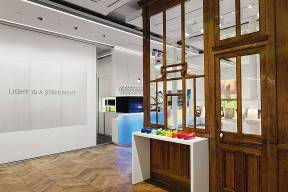 LIGHT IS A STATEMENT